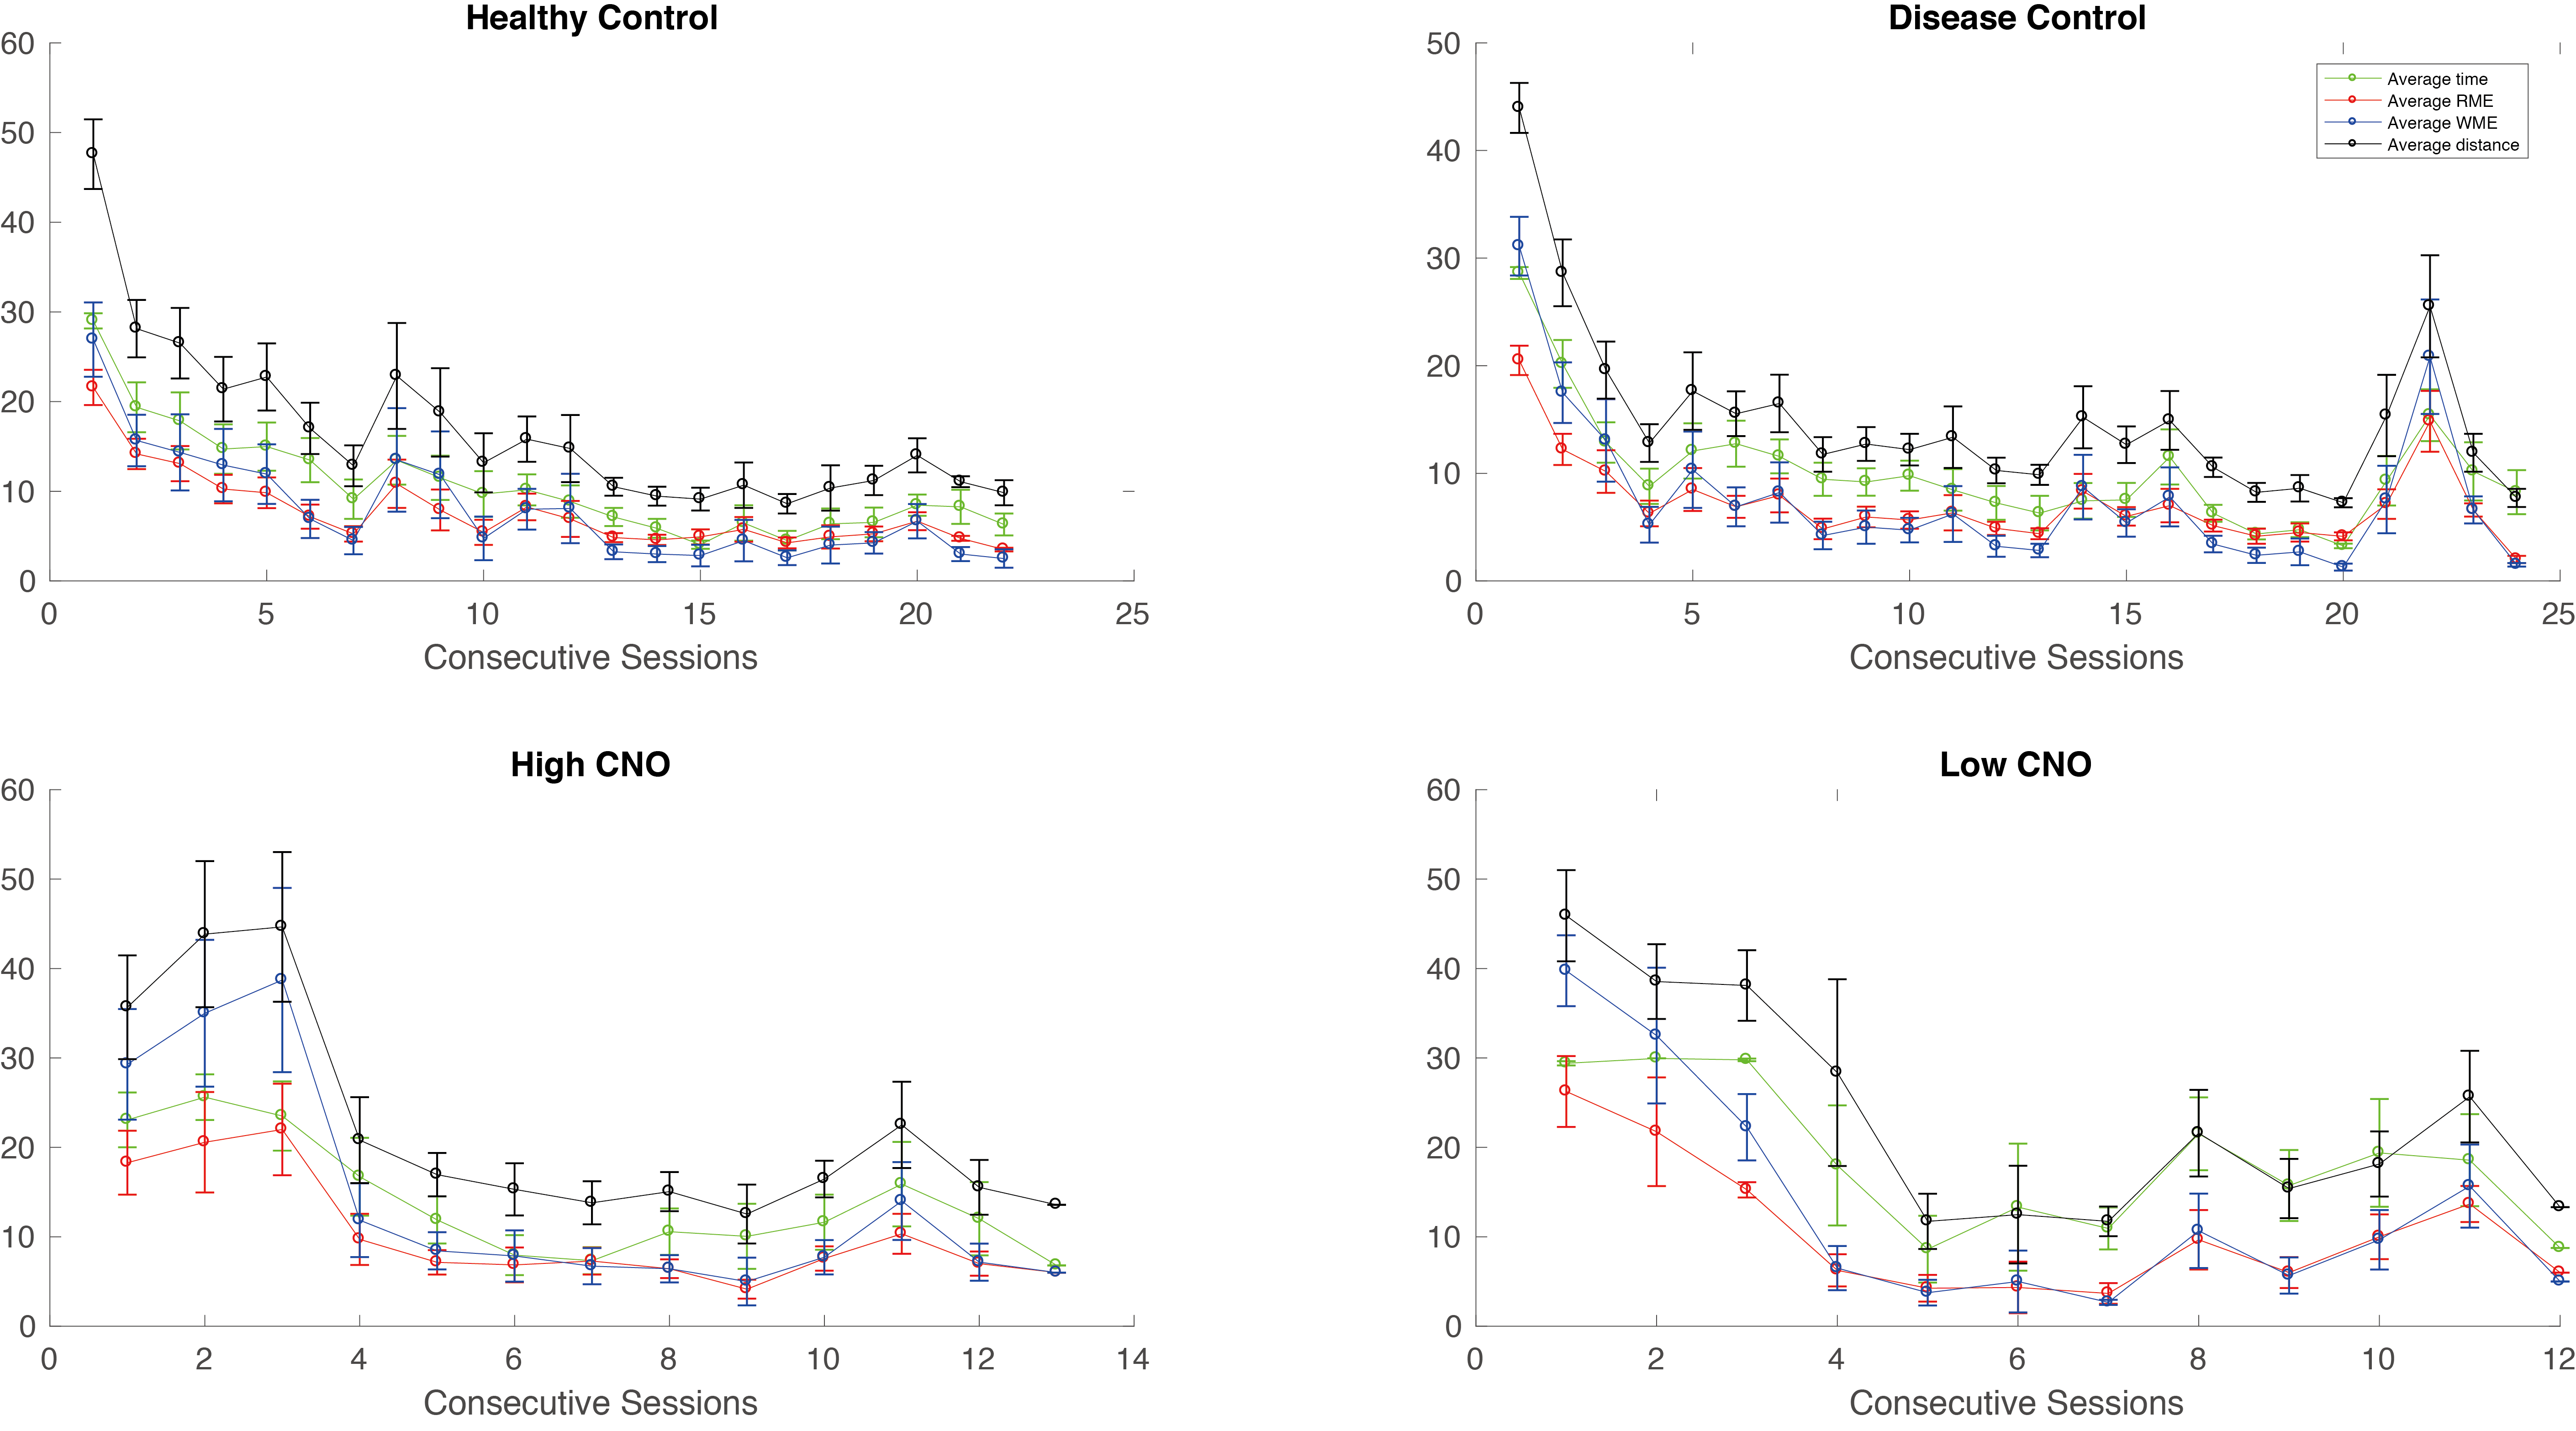 Healthy Control
60
50
40
30
20
10
0
0 5 10 15 20 25
Consecutive Sessions
Disease Control
50
40
30
20
10
0
0 5 10 15 20 25
Consecutive Sessions
Average time
Average RME
Average WME
Average distance
High CNO
60
50
40
30
20
10
0
0 2 4 6 8 10 12 14
Consecutive Sessions
Low CNO
60
50
40
30
20
10
0
0 2 4 6 8 10 12
Consecutive Sessions